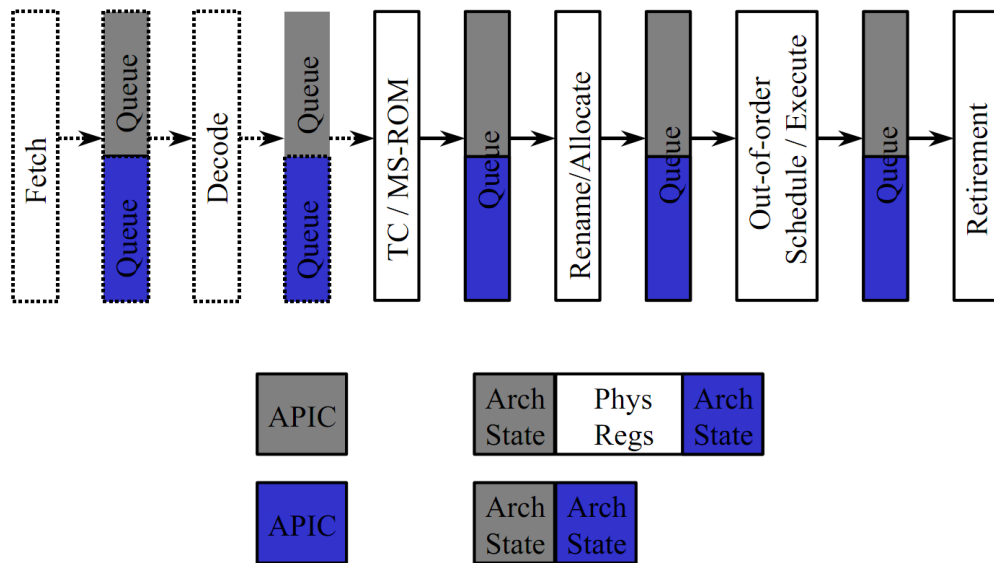 Fetch
Queue
Queue
Decode
Queue
Queue
TC / MS-ROM
Queue
Rename/Allocate
Queue
Out-of-order
Schedule / Execute
Queue
Retirement
APIC
Arch
State
Phys
Regs
Arch
State
APIC
Arch
State
Arch
State